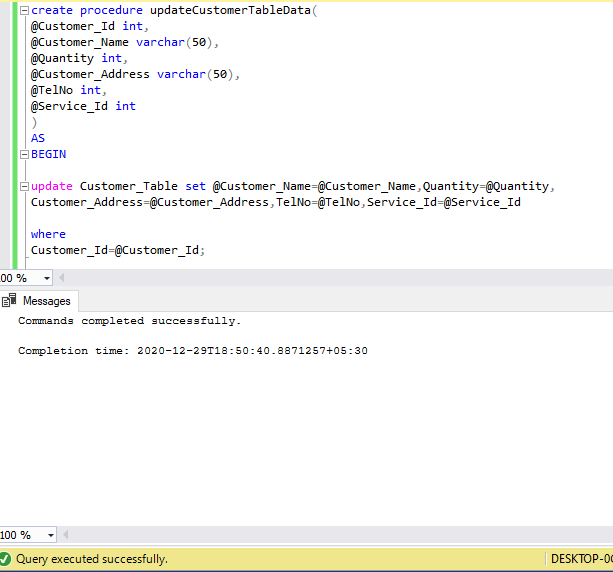 create procedure updateCustomerTableData(
@Customer_Id int,
@Customer_Name varchar(50),
@Quantity int,
@Customer_Address varchar(50),
@TelNo int,
@Service_Id int
)
AS
BEGIN
update Customer_Table set @Customer_Name=@Customer_Name,Quantity=@Quantity,
Customer_Address=@Customer_Address,TelNo=@TelNo,Service_Id=@Service_Id
where
Customer_Id=@Customer_Id;
00 %
Messages
Commands completed successfully.
Completion time: 2020-12-29T18:50:40.8871257+05:30
100 %
Query executed successfully.
DESKTOP-00